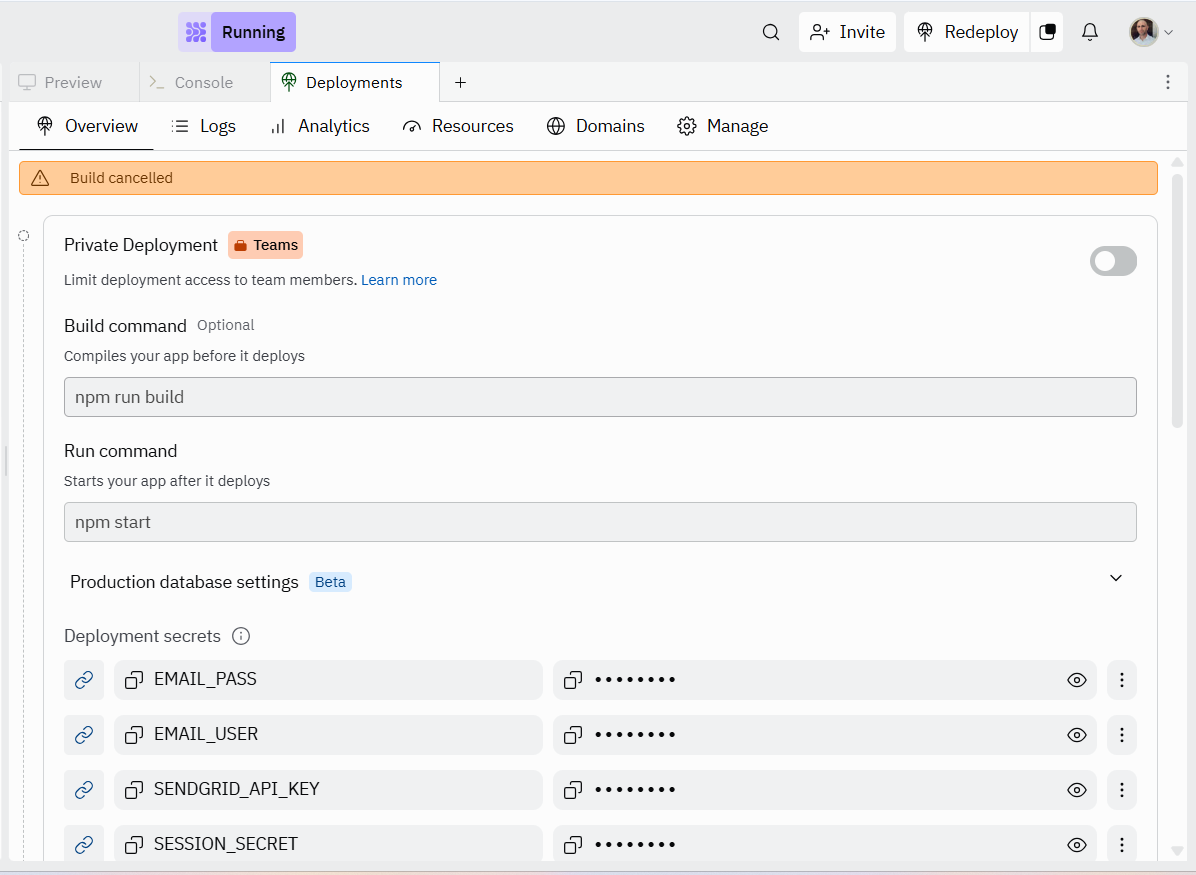 Running
Invite
Redeploy
Preview
Console
Deployments
Overview
Logs
Analytics
Resources
Domains
Manage
Build cancelled
Private Deployment Teams
Limit deployment access to team members. Learn more
Build command Optional
Compiles your app before it deploys
npm run build
Run command
Starts your app after it deploys
npm start
Production database settings Beta
Deployment secrets
EMAIL_PASS ••••••••
EMAIL_USER ••••••••
SENDGRID_API_KEY ••••••••
SESSION_SECRET ••••••••